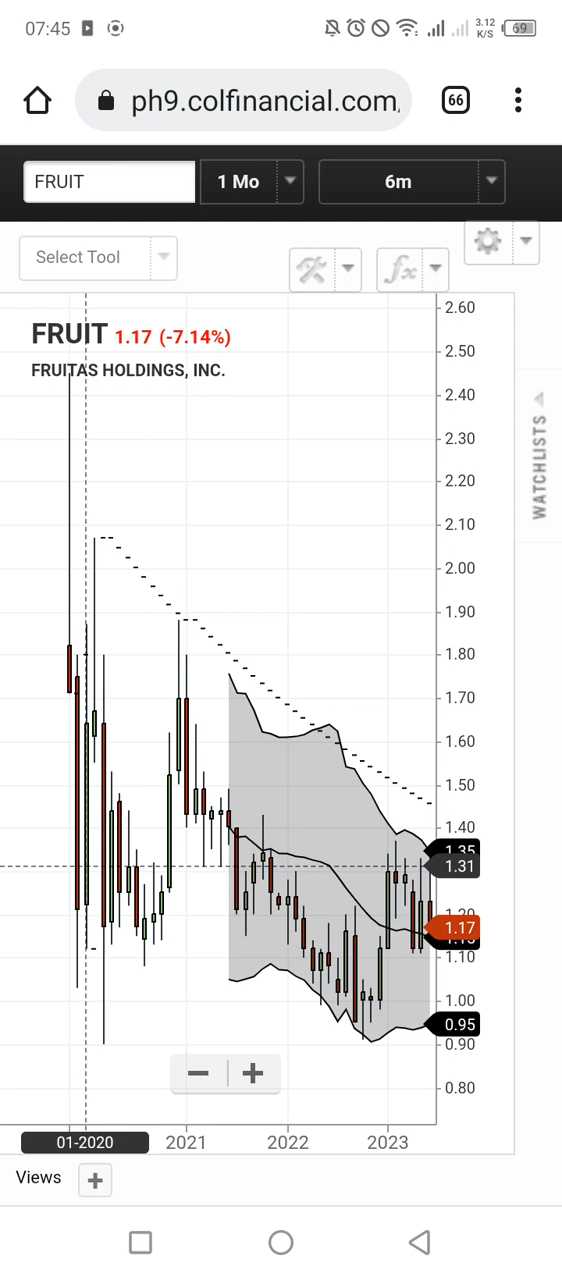 07:45
3.12
K/S
69
ph9.colfinancial.com,
66
FRUIT
1 Mo
6m
Select Tool
fx
2.60
FRUIT 1.17 (-7.14%)
2.50
FRUITAS HOLDINGS, INC.
2.40
WATCHLISTS
2.30
2.20
2.10
2.00
1.90
1.80
1.70
1.60
1.50
1.40
1.35
1.31
1.20
1.17
1.10
1.00
0.95
0.90
0.80
01-2020
2021
2022
2023
Views